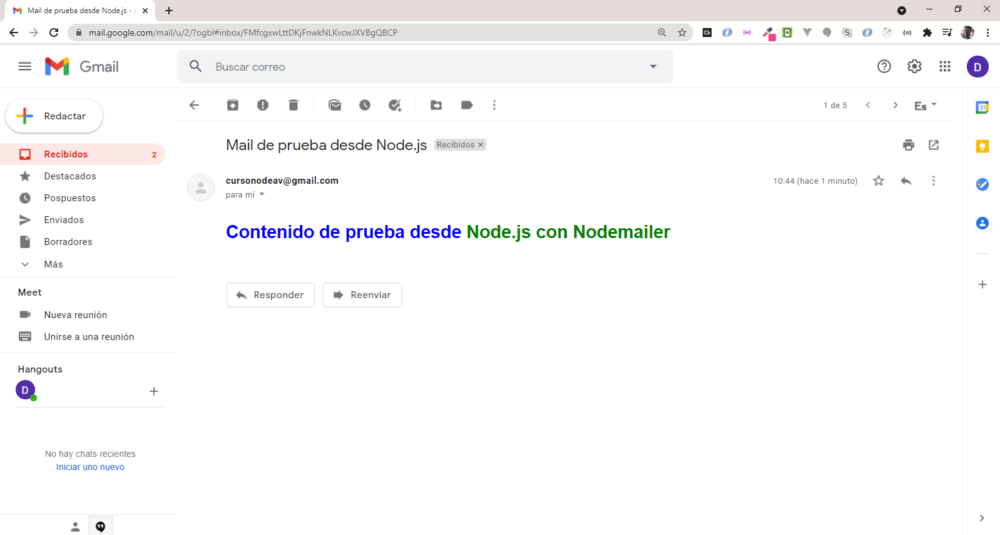 Mail de prueba desde Node.js - c
mail.google.com/mail/u/2/?ogbl#inbox/FMfcgxwLttDKjFnwkNLKvcwJXVBgQBCP
Gmail
Buscar correo
D
Redactar
1 de 5
Es
31
Recibidos
2
Mail de prueba desde Node.js
Recibidos
Destacados
cursonodeav@gmail.com
10:44 (hace 1 minuto)
para mí
Pospuestos
Enviados
Contenido de prueba desde Node.js con Nodemailer
Borradores
Más
Meet
Responder
Reenviar
Nueva reunión
Unirse a una reunión
Hangouts
D
No hay chats recientes
Iniciar uno nuevo